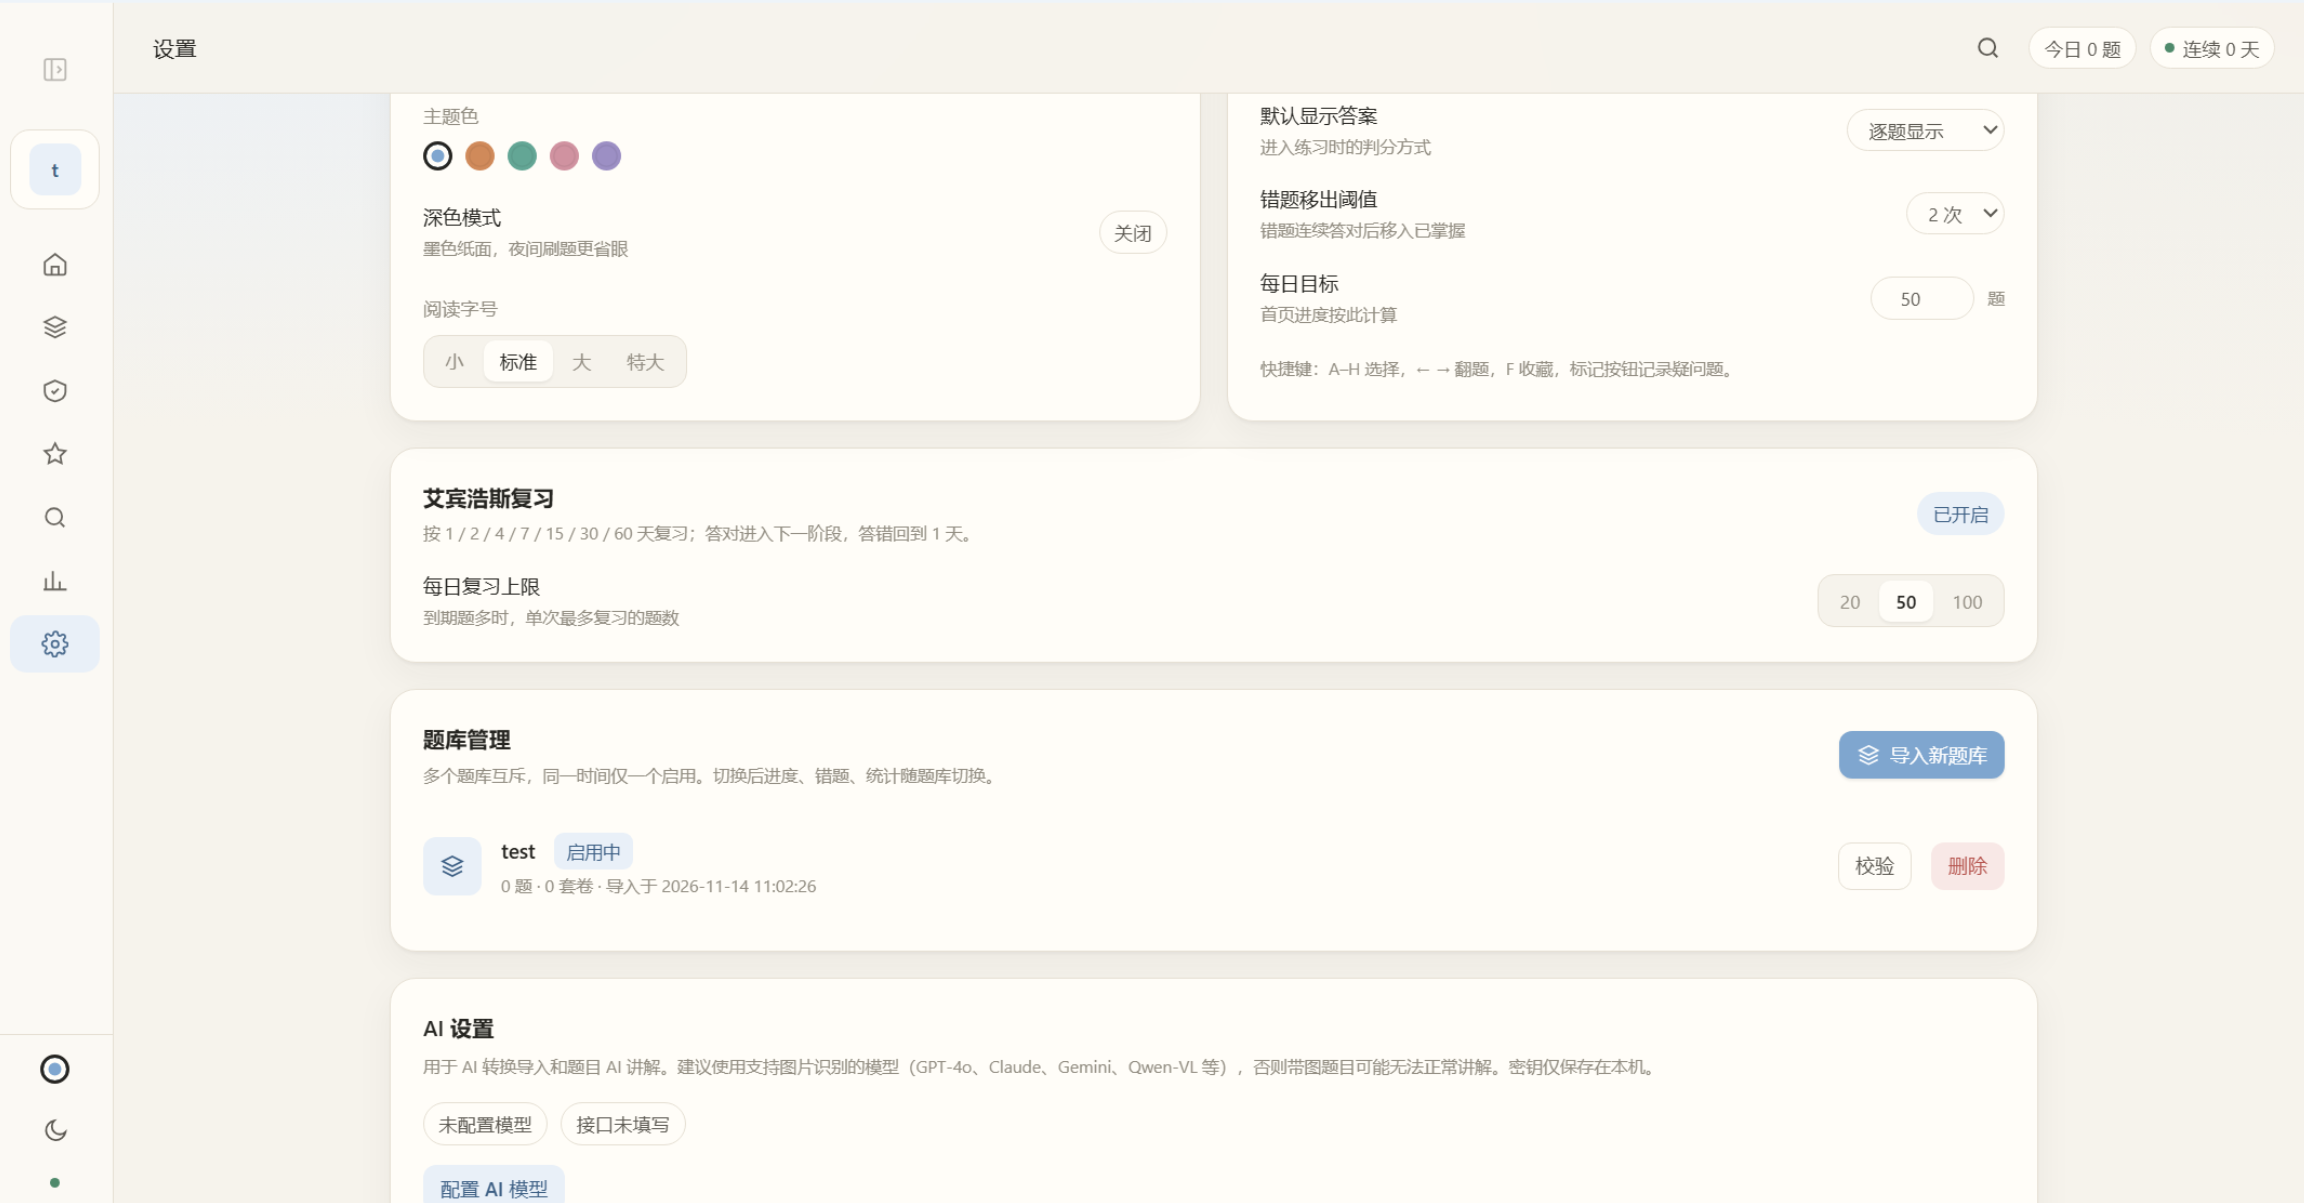 设置
今日 0 题
连续 0 天
t
主题色
深色模式
墨色纸面，夜间刷题更省眼
关闭
阅读字号
小 标准 大 特大
默认显示答案
进入练习时的判分方式
逐题显示
错题移出阈值
错题连续答对后移入已掌握
2 次
每日目标
首页进度按此计算
50 题
快捷键：A–H 选择，← → 翻题，F 收藏，标记按钮记录疑问题。
艾宾浩斯复习
按 1 / 2 / 4 / 7 / 15 / 30 / 60 天复习；答对进入下一阶段，答错回到 1 天。
已开启
每日复习上限
到期题多时，单次最多复习的题数
20 50 100
题库管理
多个题库互斥，同一时间仅一个启用。切换后进度、错题、统计随题库切换。
导入新题库
test 启用中
0 题 · 0 套卷 · 导入于 2026-11-14 11:02:26
校验 删除
AI 设置
用于 AI 转换导入和题目 AI 讲解。建议使用支持图片识别的模型（GPT-4o、Claude、Gemini、Qwen-VL 等），否则带图题目可能无法正常讲解。密钥仅保存在本机。
未配置模型 接口未填写
配置 AI 模型